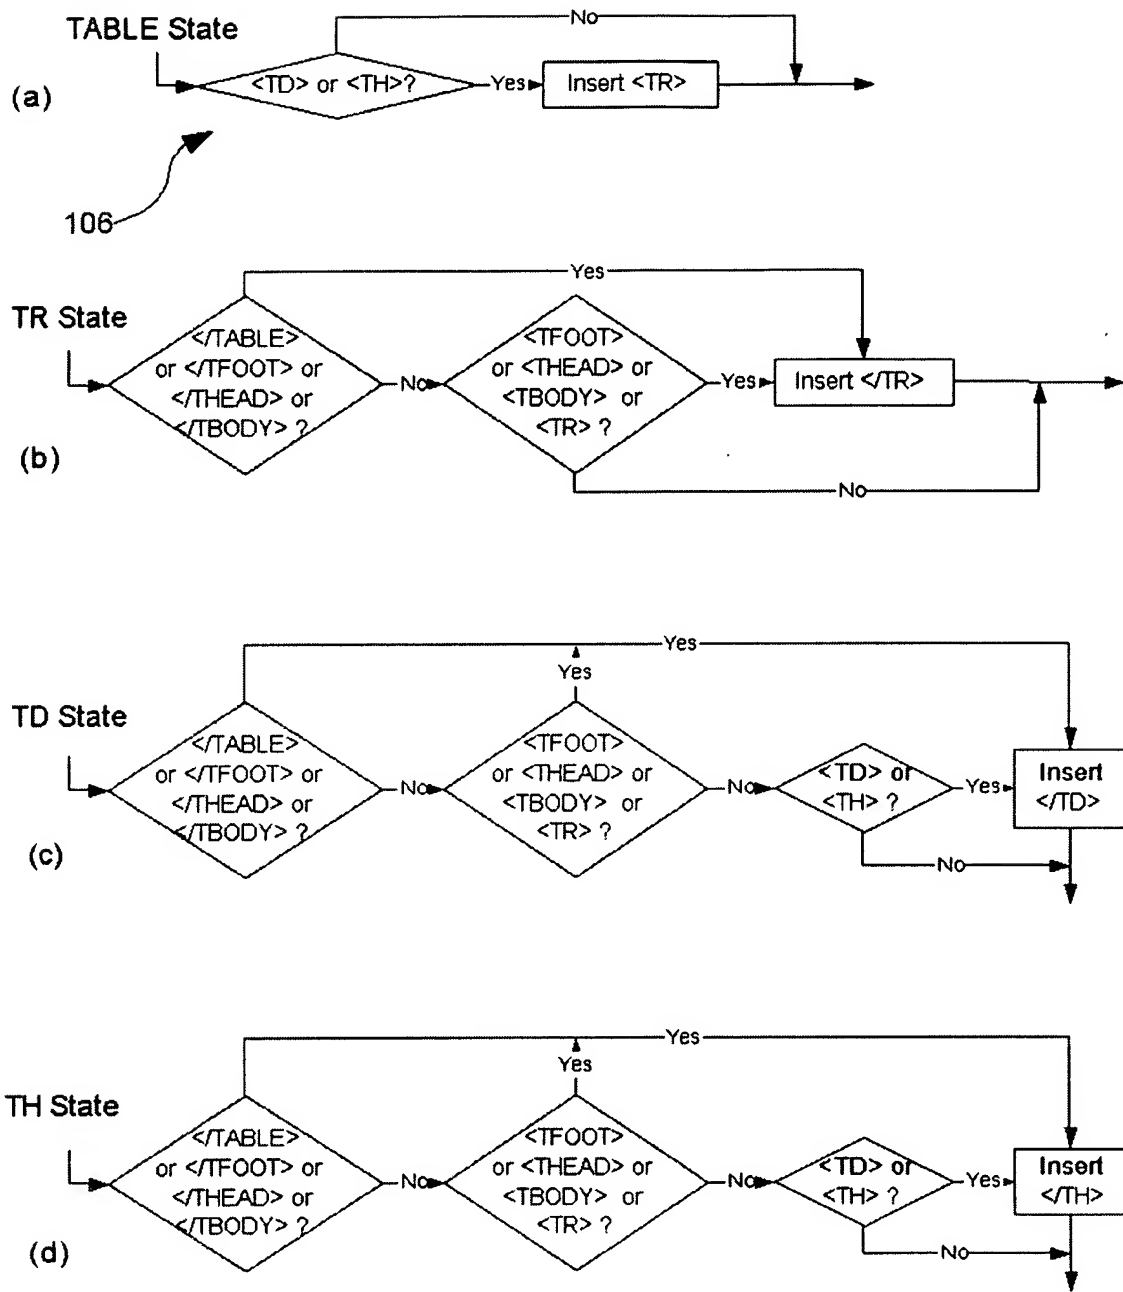 TABLE State
No
<TD> or <TH>?
Yes
Insert <TR>
(a)
106
Yes
TR State
</TABLE>
or </TFOOT> or
</THEAD> or
</TBODY> ?
No
<TFOOT>
or <THEAD> or
<TBODY> or
<TR> ?
Yes
Insert </TR>
(b)
No
Yes
Yes
TD State
</TABLE>
or </TFOOT> or
</THEAD> or
</TBODY> ?
No
<TFOOT>
or <THEAD> or
<TBODY> or
<TR> ?
No
<TD> or
<TH> ?
Yes
Insert
</TD>
(c)
No
Yes
Yes
TH State
</TABLE>
or </TFOOT> or
</THEAD> or
</TBODY> ?
No
<TFOOT>
or <THEAD> or
<TBODY> or
<TR> ?
No
<TD> or
<TH> ?
Yes
Insert
</TH>
(d)
No